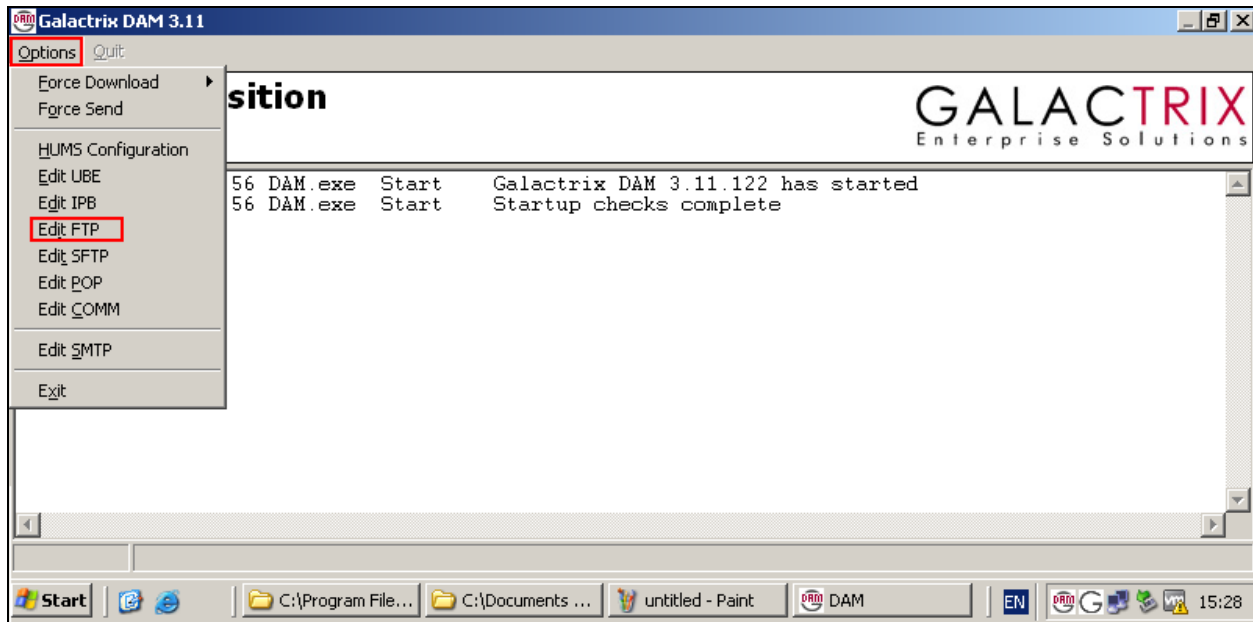 Galactrix DAM 3.11
Options Quit
Force Download
Force Send
HUMS Configuration
Edit UBE
Edit IPB
Edit FTP
Edit SFTP
Edit POP
Edit COMM
Edit SMTP
Exit
sition
GALACTRIX
Enterprise Solutions
56 DAM.exe Start Galactrix DAM 3.11.122 has started
56 DAM.exe Start Startup checks complete
Start C:\Program File... C:\Documents ... untitled - Paint DAM EN DAM G 15:28